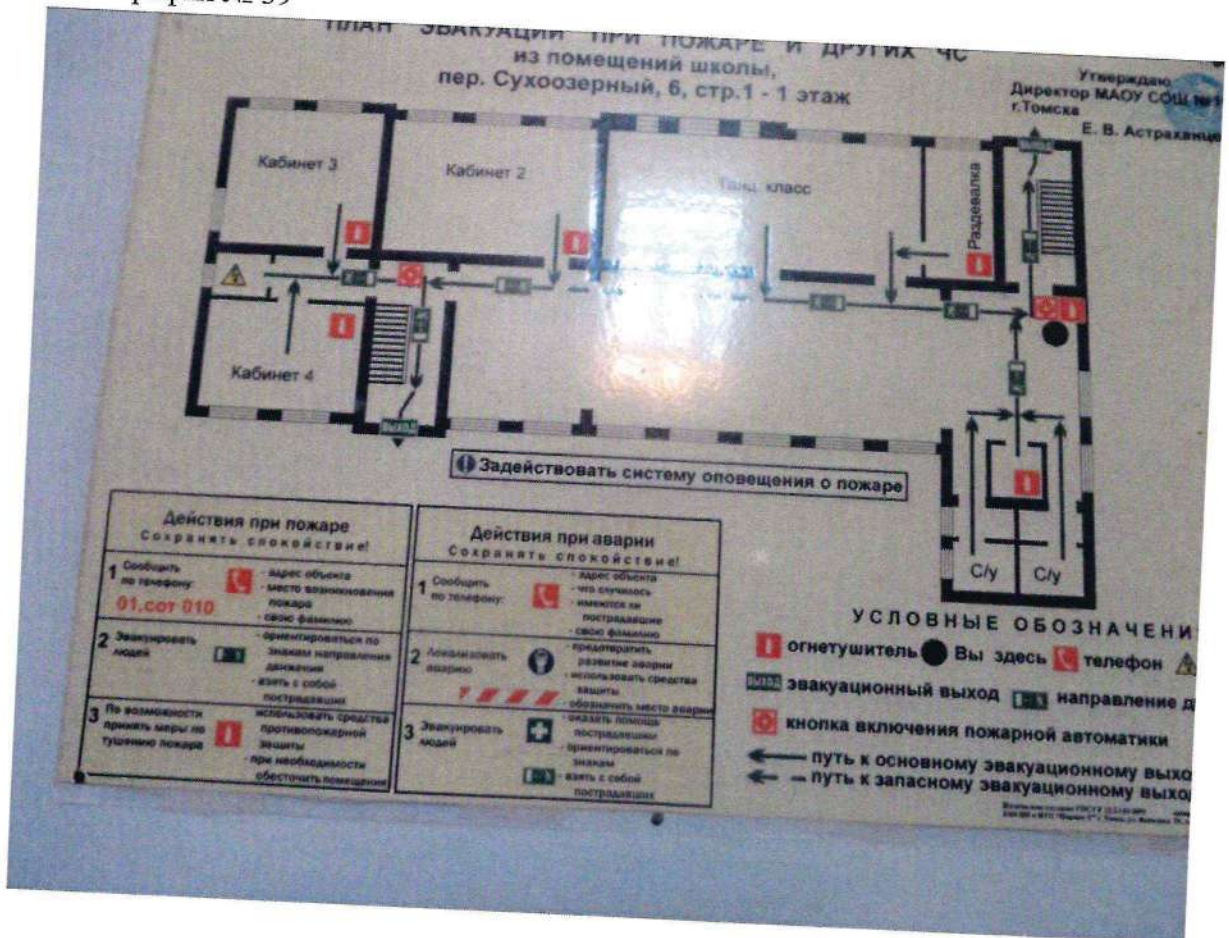 № 39
ПЛАН ЭВАКУАЦИИ ПРИ ПОЖАРЕ И ДРУГИХ ЧС
из помещений школы,
пер. Сухоозерный, 6, стр.1 - 1 этаж
Утверждаю
Директор МАОУ СОШ №1
г.Томска
Е. В. Астраханце
Кабинет 3
Кабинет 2
Танц. класс
Раздевалка
ВЫХОД
Кабинет 4
ВЫХОД
Задействовать систему оповещения о пожаре
С/у
С/у
Действия при пожаре
Сохранять спокойствие!
1 Сообщить
по телефону:
01,сот 010
- адрес объекта
- место возникновения
пожара
- свою фамилию
2 Эвакуировать
людей
- ориентироваться по
знакам направления
движения
- взять с собой
пострадавших
3 По возможности
принять меры по
тушению пожара
использовать средства
противопожарной
защиты
- при необходимости
обесточить помещения
Действия при аварии
Сохранять спокойствие!
1 Сообщить
по телефону:
- адрес объекта
- что случилось
- имеются ли
пострадавшие
- свою фамилию
2 Локализовать
аварию
- предотвратить
развитие аварии
- использовать средства
защиты
- обозначить место аварии
3 Эвакуировать
людей
- оказать помощь
пострадавшим
- ориентироваться по
знакам
- взять с собой
пострадавших
УСЛОВНЫЕ ОБОЗНАЧЕНИ
огнетушитель Вы здесь телефон
ВЫХОД эвакуационный выход направление д
кнопка включения пожарной автоматики
путь к основному эвакуационному выхо
путь к запасному эвакуационному выхо